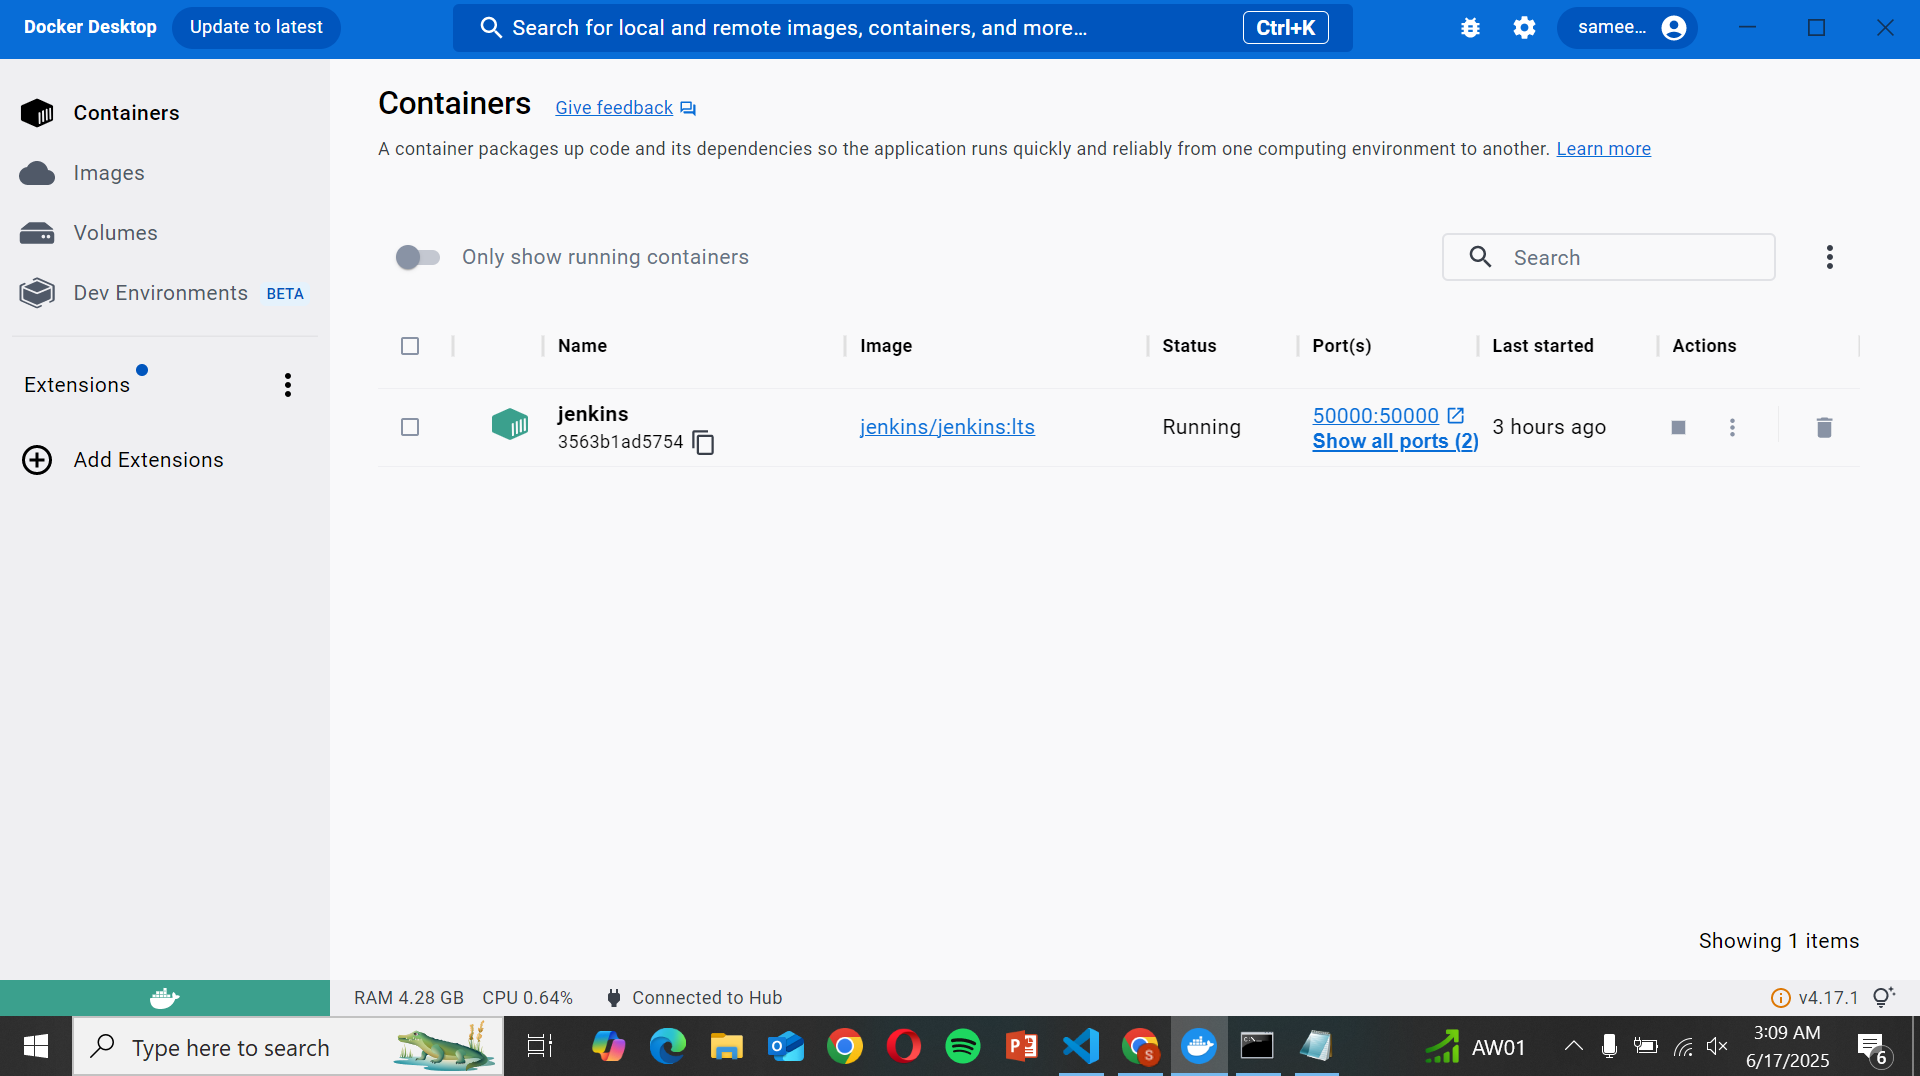 Docker Desktop
Update to latest
Search for local and remote images, containers, and more...
Ctrl+K
samee...
Containers
Images
Volumes
Dev Environments BETA
Extensions
Add Extensions
Containers
Give feedback
A container packages up code and its dependencies so the application runs quickly and reliably from one computing environment to another. Learn more
Only show running containers
Search
Name Image Status Port(s) Last started Actions
jenkins
3563b1ad5754
jenkins/jenkins:lts
Running
50000:50000
Show all ports (2)
3 hours ago
Showing 1 items
RAM 4.28 GB CPU 0.64% Connected to Hub
v4.17.1
Type here to search
AW01
3:09 AM
6/17/2025
6